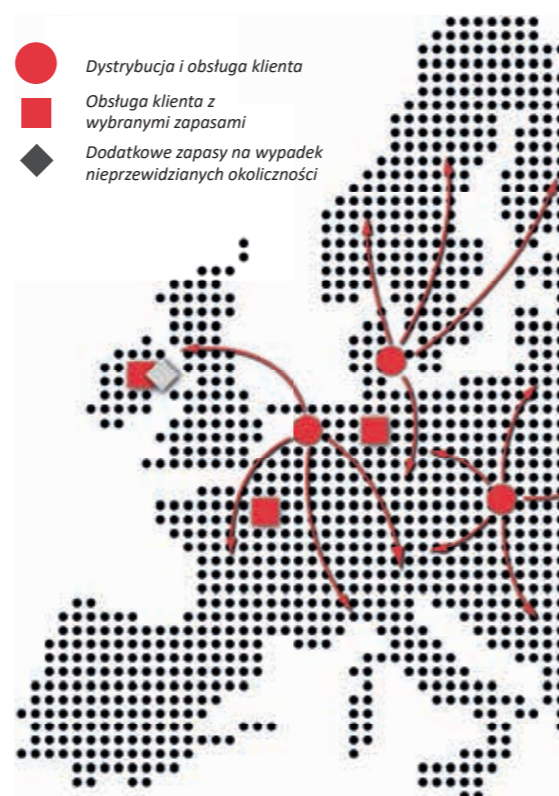 Dystrybucja i obsługa klienta
Obsługa klienta z
wybranymi zapasami
Dodatkowe zapasy na wypadek
nieprzewidzianych okoliczności